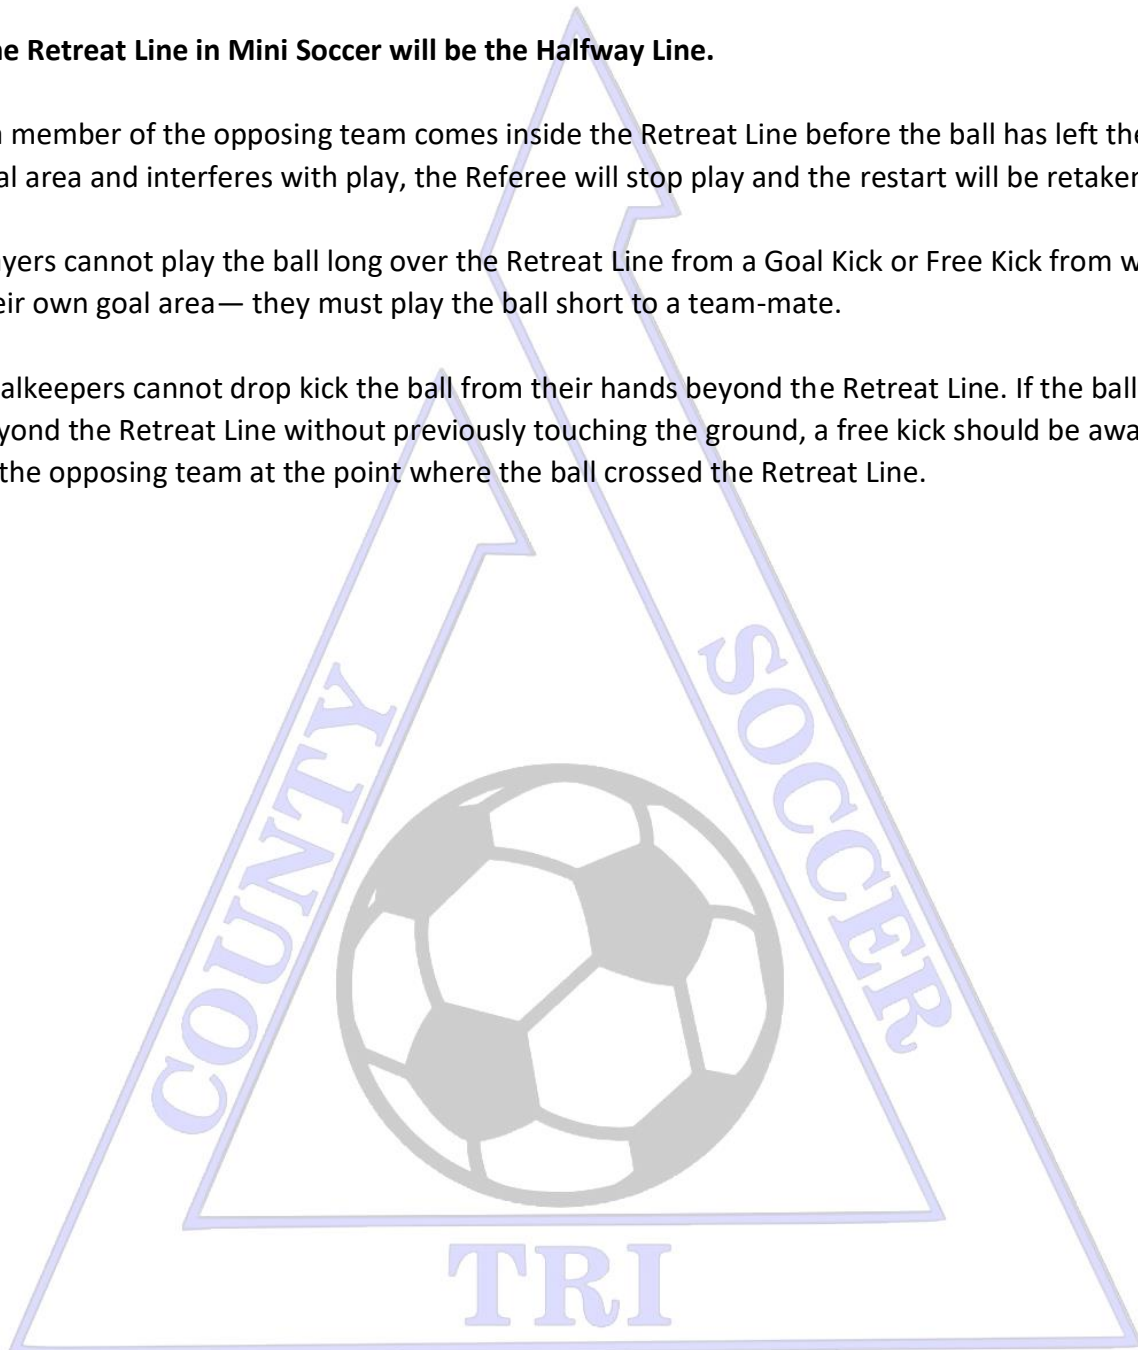 ne Retreat Line in Mini Soccer will be the Halfway Line.
a member of the opposing team comes inside the Retreat Line before the ball has left the
al area and interferes with play, the Referee will stop play and the restart will be retaken
ayers cannot play the ball long over the Retreat Line from a Goal Kick or Free Kick from w
eir own goal area— they must play the ball short to a team-mate.
alkeepers cannot drop kick the ball from their hands beyond the Retreat Line. If the ball
yond the Retreat Line without previously touching the ground, a free kick should be awa
the opposing team at the point where the ball crossed the Retreat Line.
COUNTY
SOCCER
TRI